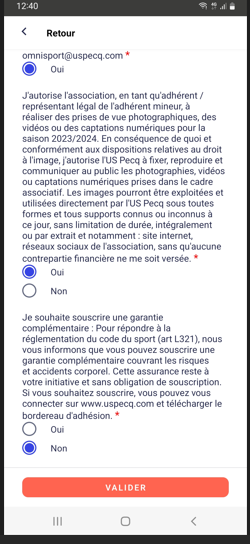 12:40
Retour
omnisport@uspecq.com *
Oui
J'autorise l'association, en tant qu'adhérent /
représentant légal de l'adhérent mineur, à
réaliser des prises de vue photographiques, des
vidéos ou des captations numériques pour la
saison 2023/2024. En conséquence de quoi et
conformément aux dispositions relatives au droit
à l'image, j'autorise l'US Pecq à fixer, reproduire et
communiquer au public les photographies, vidéos
ou captations numériques prises dans le cadre
associatif. Les images pourront être exploitées et
utilisées directement par l'US Pecq sous toutes
formes et tous supports connus ou inconnus à
ce jour, sans limitation de durée, intégralement
ou par extrait et notamment : site internet,
réseaux sociaux de l'association, sans qu'aucune
contrepartie financière ne me soit versée. *
Oui
Non
Je souhaite souscrire une garantie
complémentaire : Pour répondre à la
réglementation du code du sport (art L321), nous
vous informons que vous pouvez souscrire une
garantie complémentaire couvrant les risques
et accidents corporel. Cette assurance reste à
votre initiative et sans obligation de souscription.
Si vous souhaitez souscrire, vous pouvez vous
connecter sur www.uspecq.com et télécharger le
bordereau d'adhésion. *
Oui
Non
VALIDER